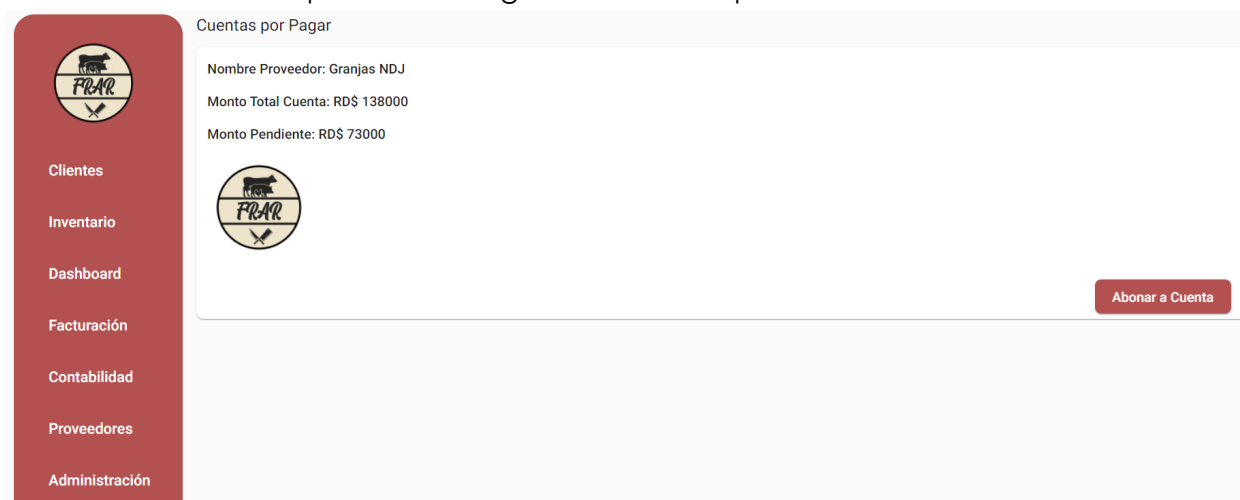 Cuentas por Pagar
FRAR
Nombre Proveedor: Granjas NDJ
Monto Total Cuenta: RD$ 138000
Monto Pendiente: RD$ 73000
FRAR
Abonar a Cuenta
Clientes
Inventario
Dashboard
Facturación
Contabilidad
Proveedores
Administración